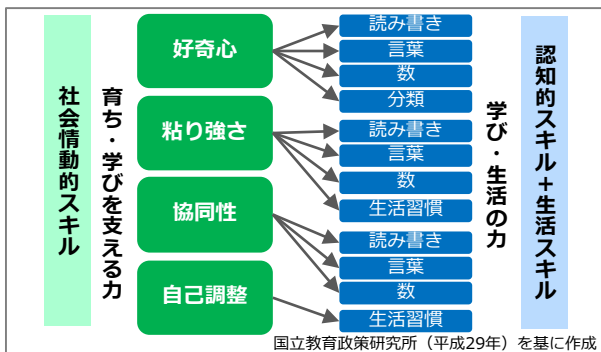 社会情動的スキル
育ち・学びを支える力
好奇心
粘り強さ
協同性
自己調整
読み書き
言葉
数
分類
読み書き
言葉
数
生活習慣
読み書き
言葉
数
生活習慣
学び・生活の力
認知的スキル＋生活スキル
国立教育政策研究所（平成29年）を基に作成